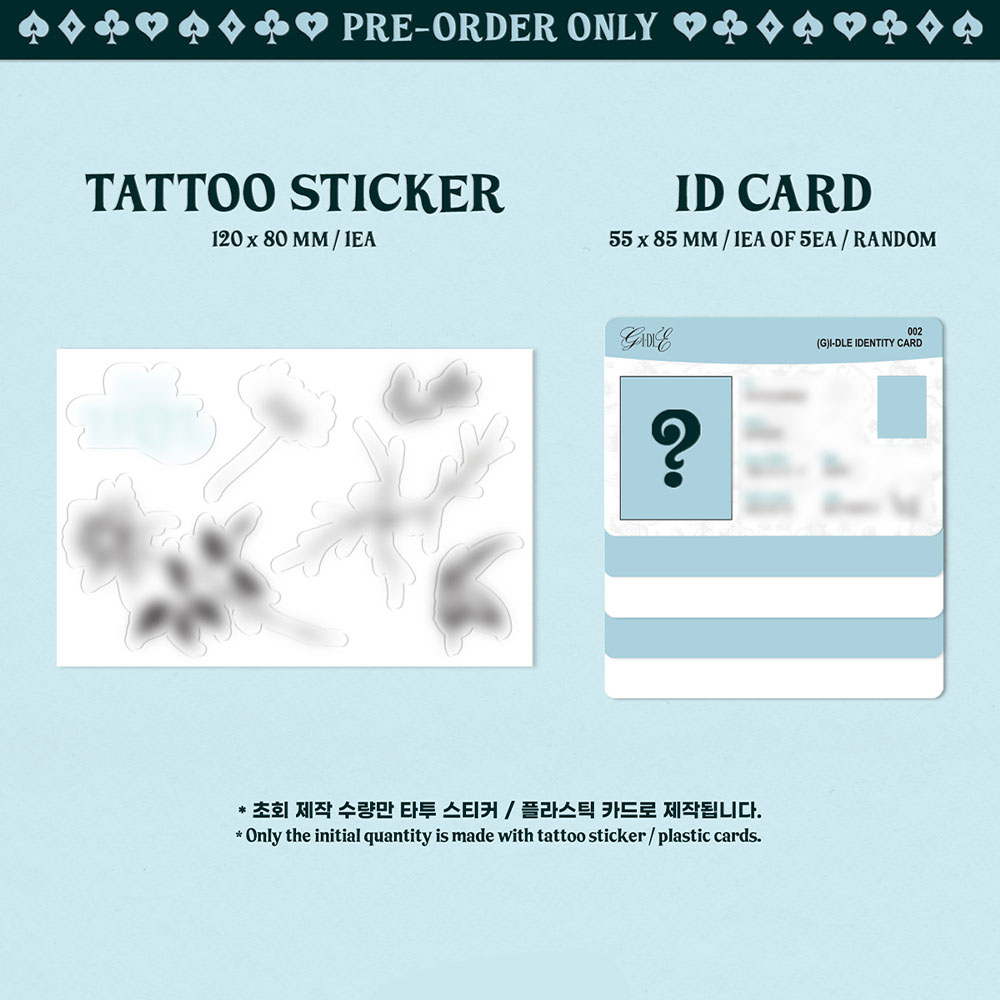 PRE-ORDER ONLY
TATTOO STICKER
120 x 80 MM / 1EA
ID CARD
55 x 85 MM / 1EA OF 5EA / RANDOM
(G)I-DLE
002
(G)I-DLE IDENTITY CARD
?
* 초회 제작 수량만 타투 스티커 / 플라스틱 카드로 제작됩니다.
* Only the initial quantity is made with tattoo sticker / plastic cards.